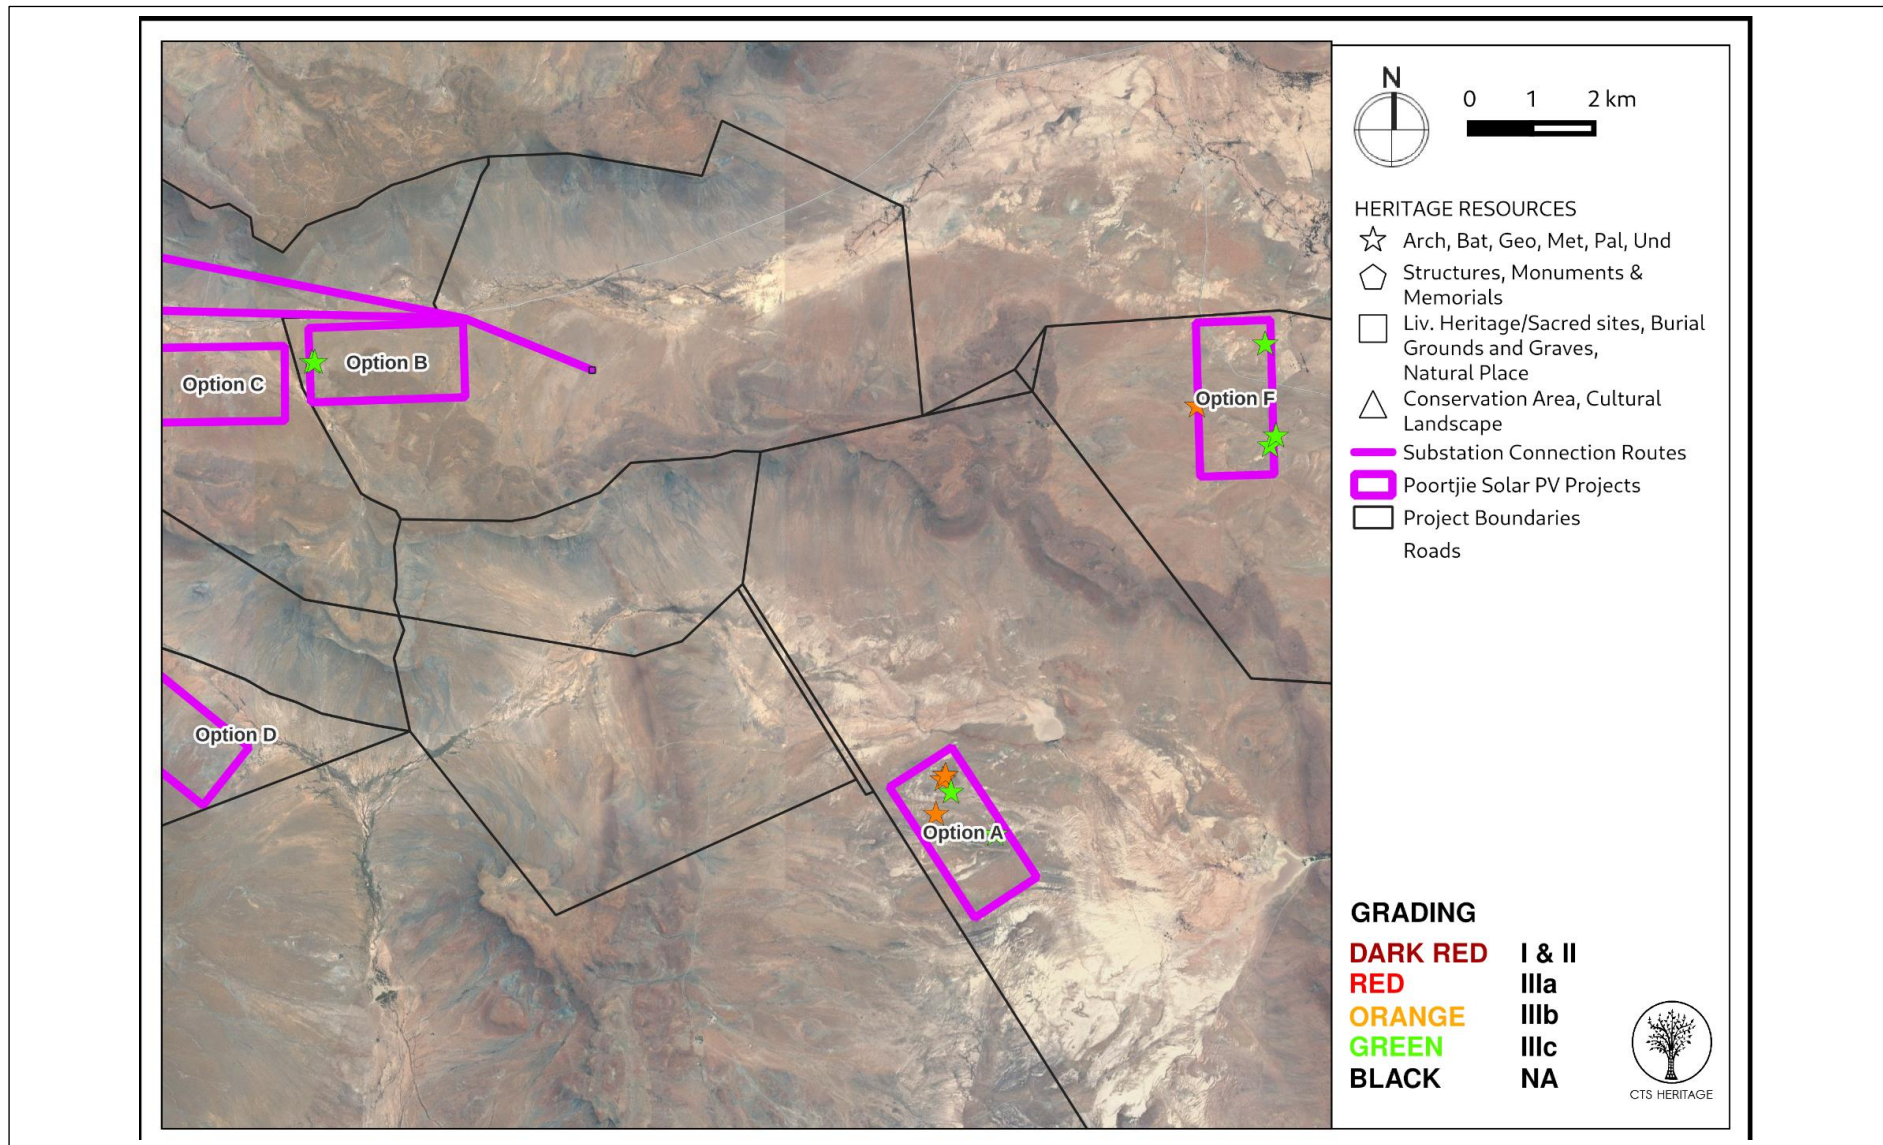 Option B
Option C
Option F
Option D
Option A
N
0 1 2 km
HERITAGE RESOURCES
Arch, Bat, Geo, Met, Pal, Und
Structures, Monuments &
Memorials
Liv. Heritage/Sacred sites, Burial
Grounds and Graves,
Natural Place
Conservation Area, Cultural
Landscape
Substation Connection Routes
Poortjie Solar PV Projects
Project Boundaries
Roads
GRADING
DARK RED I & II
RED IIIa
ORANGE IIIb
GREEN IIIc
BLACK NA
CTS HERITAGE